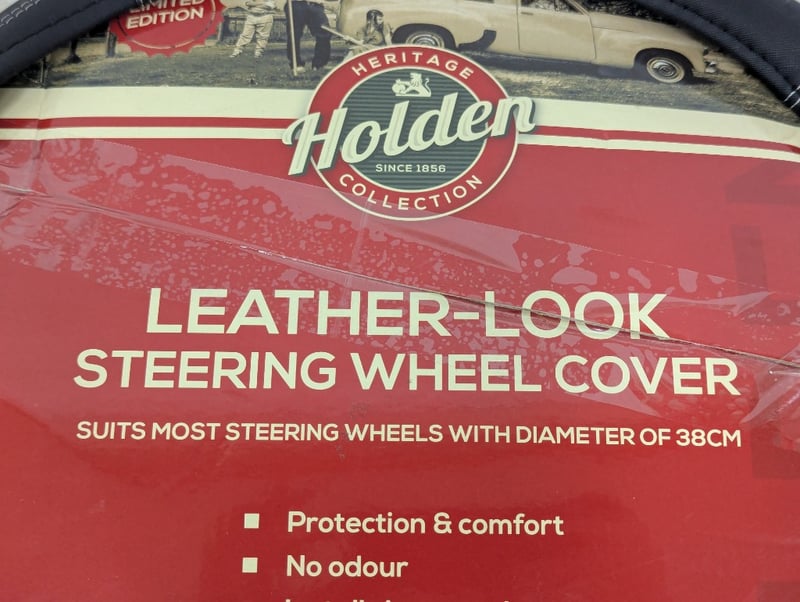 LIMITED
EDITION
HERITAGE
Holden
SINCE 1856
COLLECTION
LEATHER-LOOK
STEERING WHEEL COVER
SUITS MOST STEERING WHEELS WITH DIAMETER OF 38CM
Protection & comfort
No odour